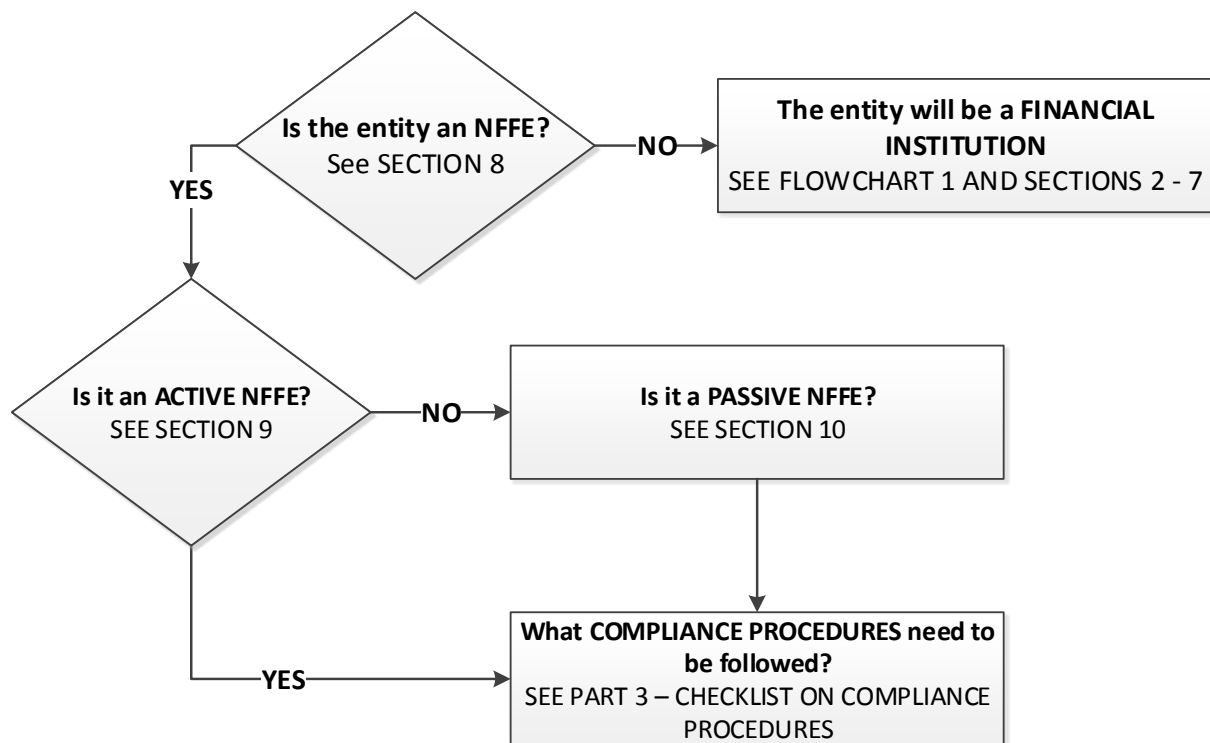 Is the entity an NFFE?
See SECTION 8
NO
The entity will be a FINANCIAL
INSTITUTION
SEE FLOWCHART 1 AND SECTIONS 2 - 7
YES
Is it an ACTIVE NFFE?
SEE SECTION 9
NO
Is it a PASSIVE NFFE?
SEE SECTION 10
YES
What COMPLIANCE PROCEDURES need to
be followed?
SEE PART 3 – CHECKLIST ON COMPLIANCE
PROCEDURES